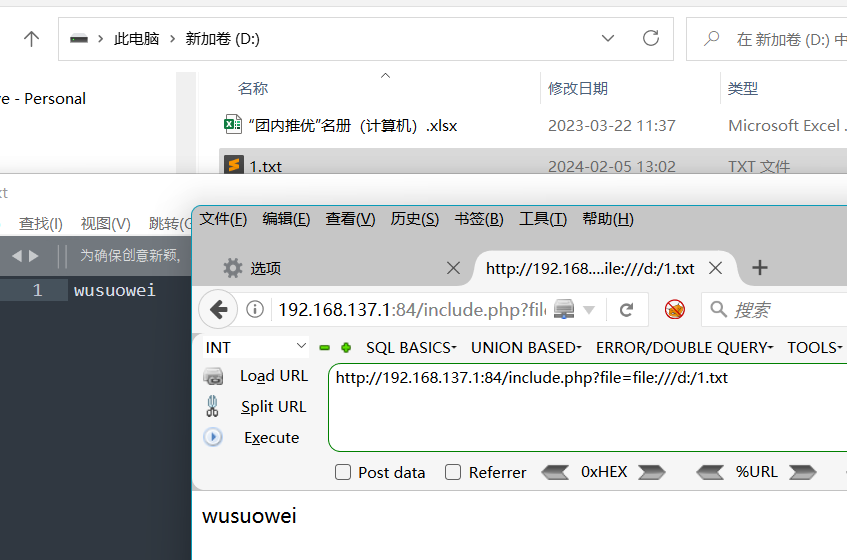 此电脑 > 新加卷 (D:)
在 新加卷 (D:) 中
e - Personal
名称 修改日期 类型
“团内推优”名册（计算机）.xlsx 2023-03-22 11:37 Microsoft Excel
1.txt 2024-02-05 13:02 TXT 文件
xt
查找(I) 视图(V) 跳转(G
为确保创意新颖,
1 wusuowei
文件(F) 编辑(E) 查看(V) 历史(S) 书签(B) 工具(T) 帮助(H)
选项
http://192.168....ile:///d:/1.txt
192.168.137.1:84/include.php?file
搜索
INT SQL BASICS UNION BASED ERROR/DOUBLE QUERY TOOLS
Load URL
Split URL
Execute
http://192.168.137.1:84/include.php?file=file:///d:/1.txt
Post data Referrer 0xHEX %URL
wusuowei